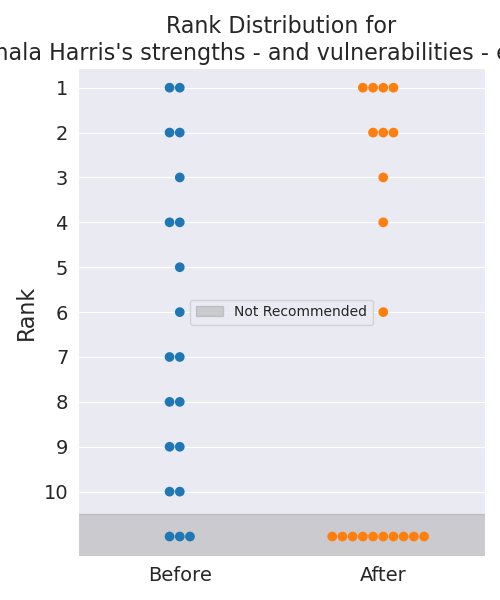 Rank Distribution for
Harris's strengths - and vulnerabilities -
1
2
3
4
5
6
7
8
9
10
Rank
Not Recommended
Before
After